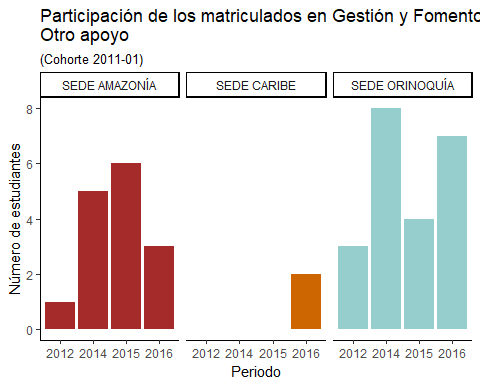 Participación de los matriculados en Gestión y Fomento
Otro apoyo
(Cohorte 2011-01)
SEDE AMAZONÍA SEDE CARIBE SEDE ORINOQUÍA
Número de estudiantes
8
6
4
2
0
2012 2014 2015 2016 2012 2014 2015 2016 2012 2014 2015 2016
Periodo